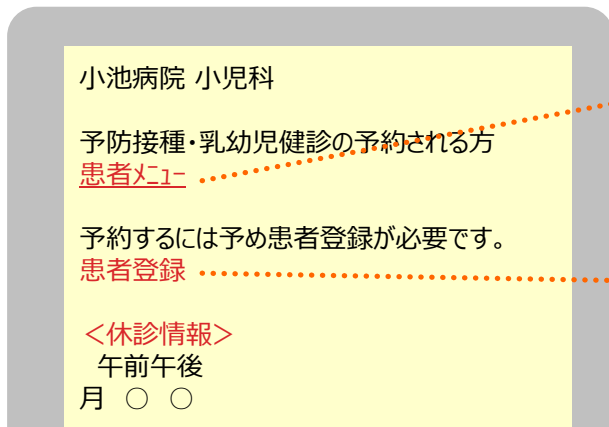 小池病院 小児科
予防接種・乳幼児健診の予約される方
患者ﾒﾆｭｰ
予約するには予め患者登録が必要です。
患者登録
＜休診情報＞
午前午後
月 ○ ○